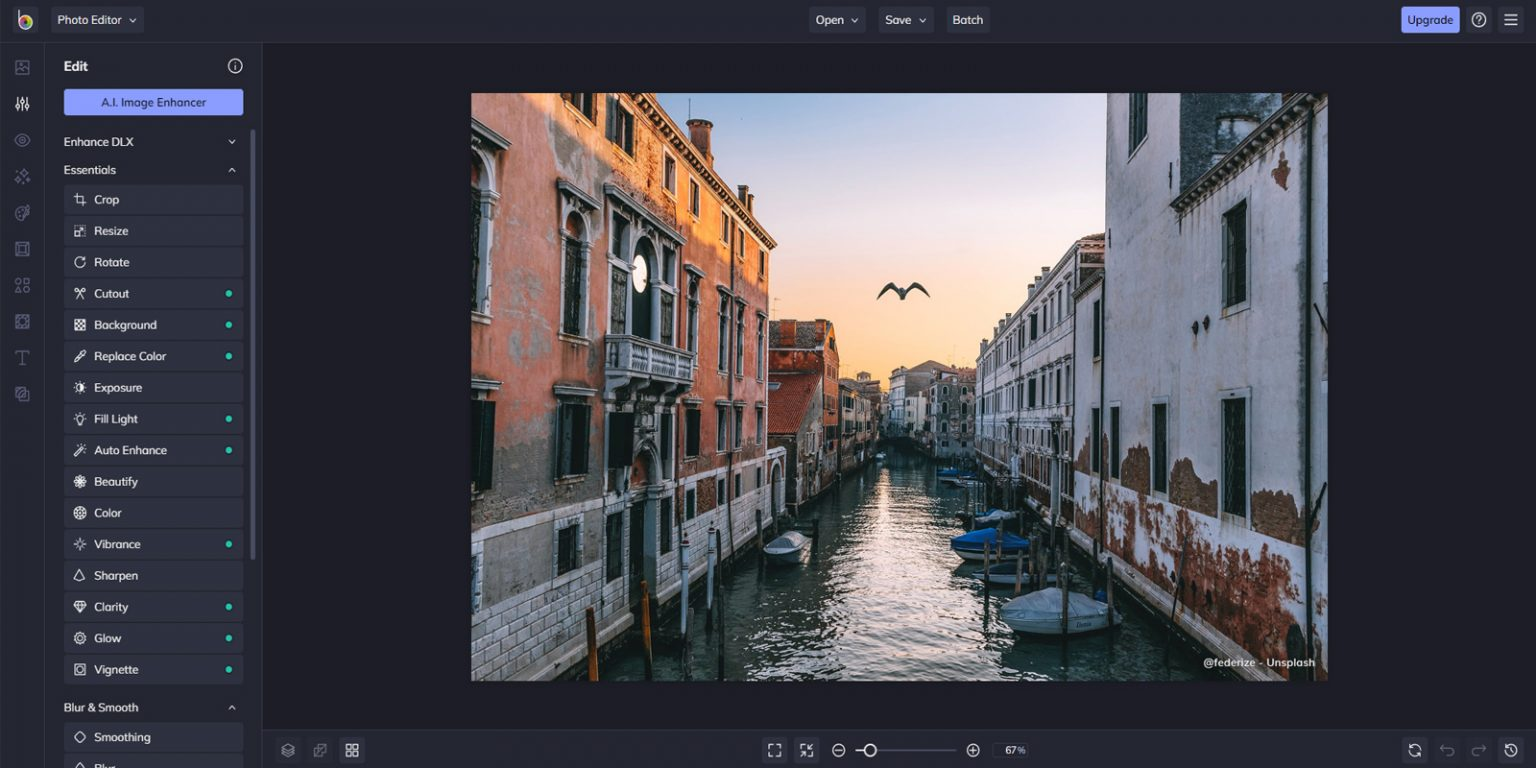 Photo Editor
Open
Save
Batch
Upgrade
Edit
A.I. Image Enhancer
Enhance DLX
Essentials
Crop
Resize
Rotate
Cutout
Background
Replace Color
Exposure
Fill Light
Auto Enhance
Beautify
Color
Vibrance
Sharpen
Clarity
Glow
Vignette
Blur & Smooth
Smoothing
Blur
@federize - Unsplash
67%